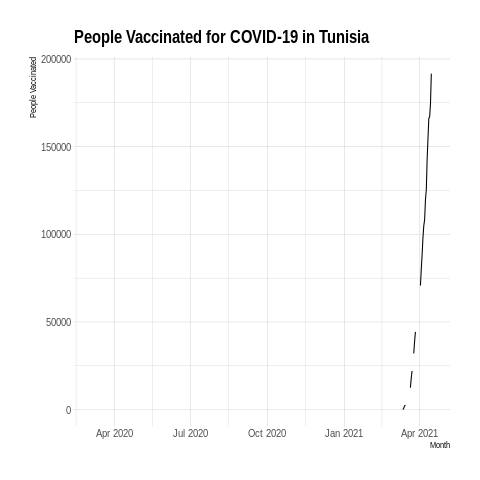 People Vaccinated for COVID-19 in Tunisia
People Vaccinated
200000
150000
100000
50000
0
Apr 2020 Jul 2020 Oct 2020 Jan 2021 Apr 2021
Month